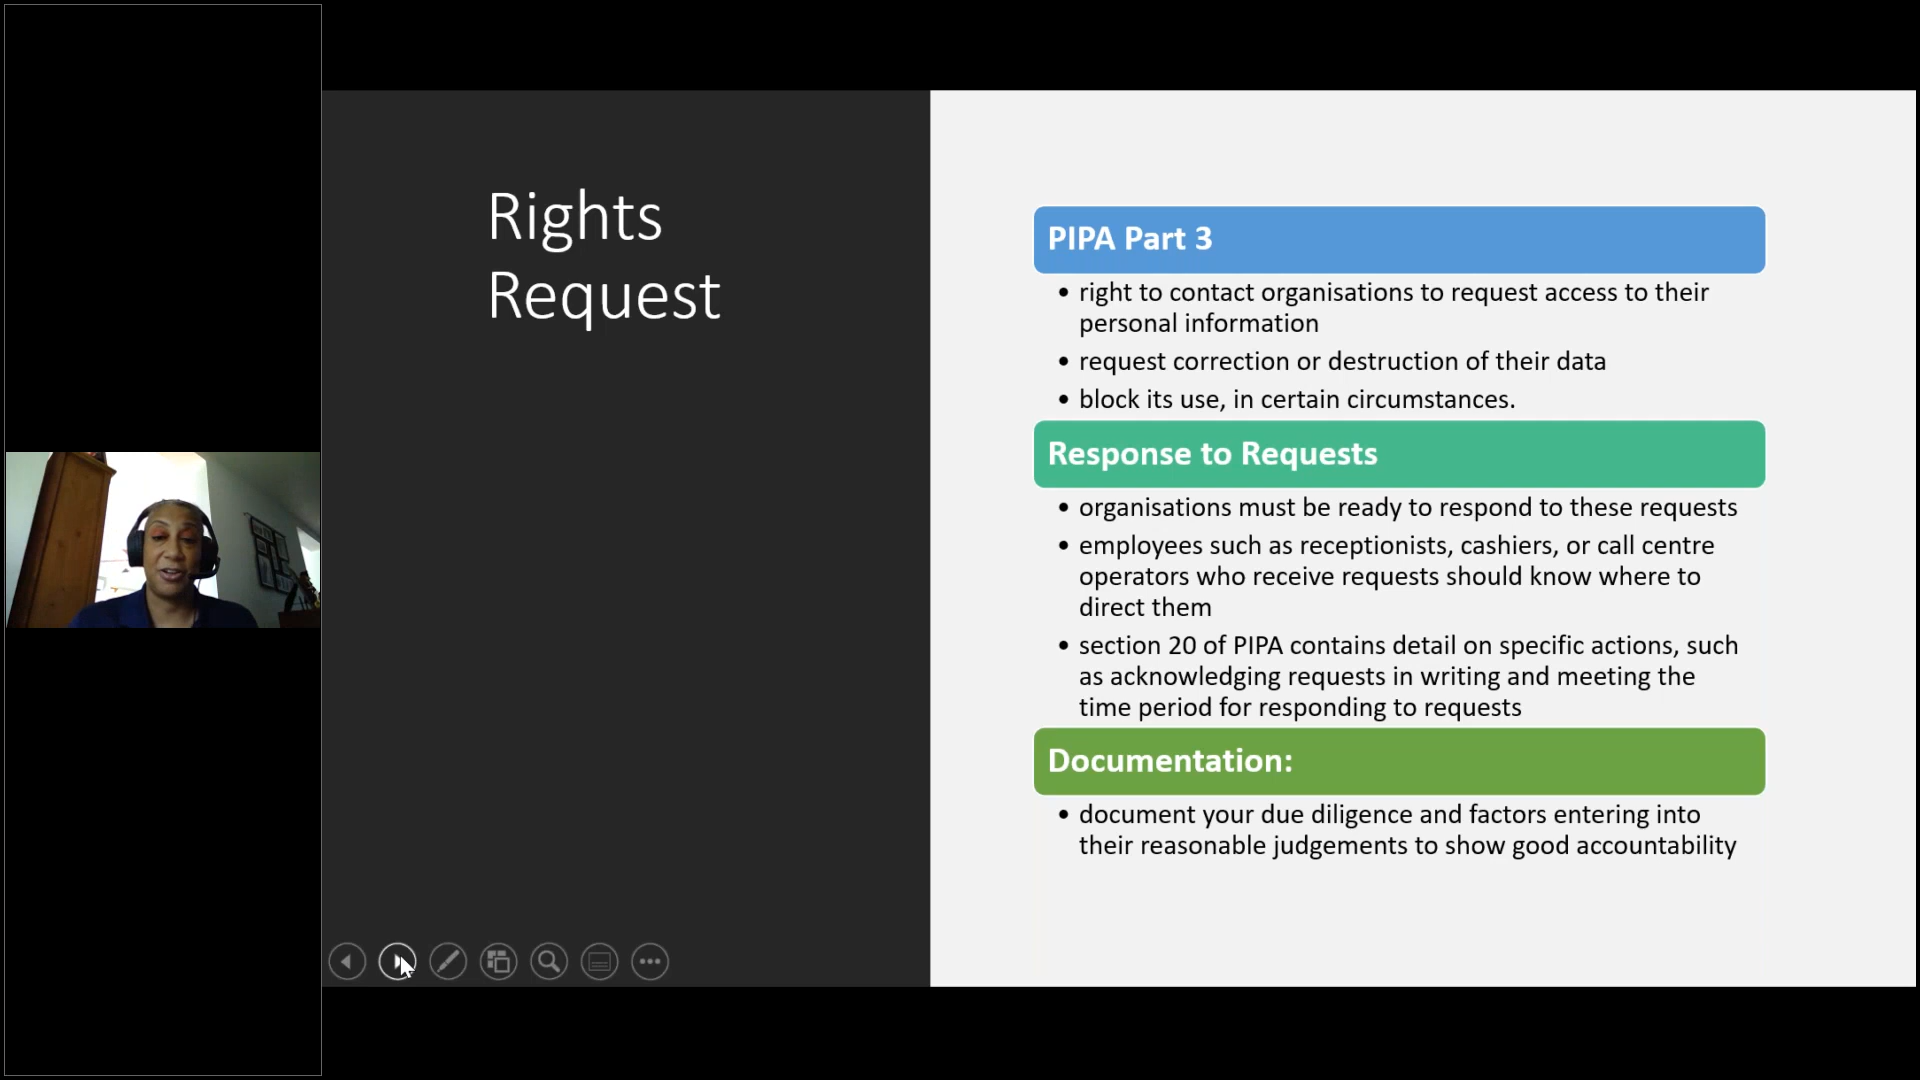 Rights
Request
PIPA Part 3
• right to contact organisations to request access to their
personal information
• request correction or destruction of their data
• block its use, in certain circumstances.
Response to Requests
• organisations must be ready to respond to these requests
• employees such as receptionists, cashiers, or call centre
operators who receive requests should know where to
direct them
• section 20 of PIPA contains detail on specific actions, such
as acknowledging requests in writing and meeting the
time period for responding to requests
Documentation:
• document your due diligence and factors entering into
their reasonable judgements to show good accountability